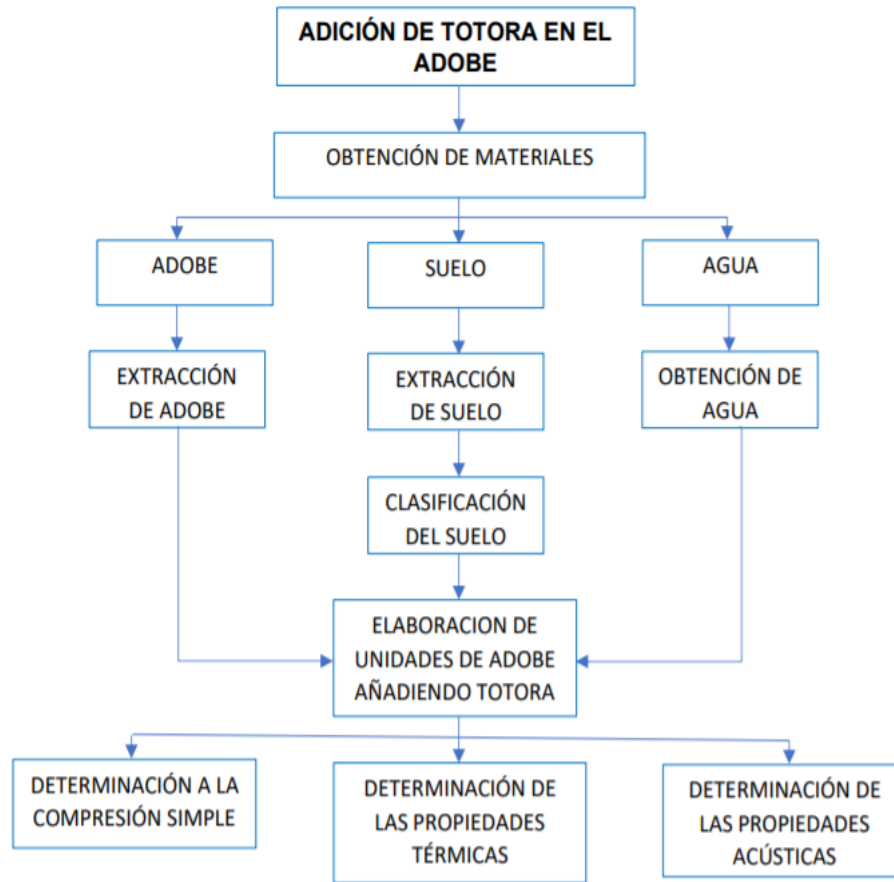 ADICIÓN DE TOTORA EN EL
ADOBE
OBTENCIÓN DE MATERIALES
ADOBE
SUELO
AGUA
EXTRACCIÓN
DE ADOBE
EXTRACCIÓN
DE SUELO
OBTENCIÓN DE
AGUA
CLASIFICACIÓN
DEL SUELO
ELABORACION DE
UNIDADES DE ADOBE
AÑADIENDO TOTORA
DETERMINACIÓN A LA
COMPRESIÓN SIMPLE
DETERMINACIÓN DE
LAS PROPIEDADES
TÉRMICAS
DETERMINACIÓN DE
LAS PROPIEDADES
ACÚSTICAS